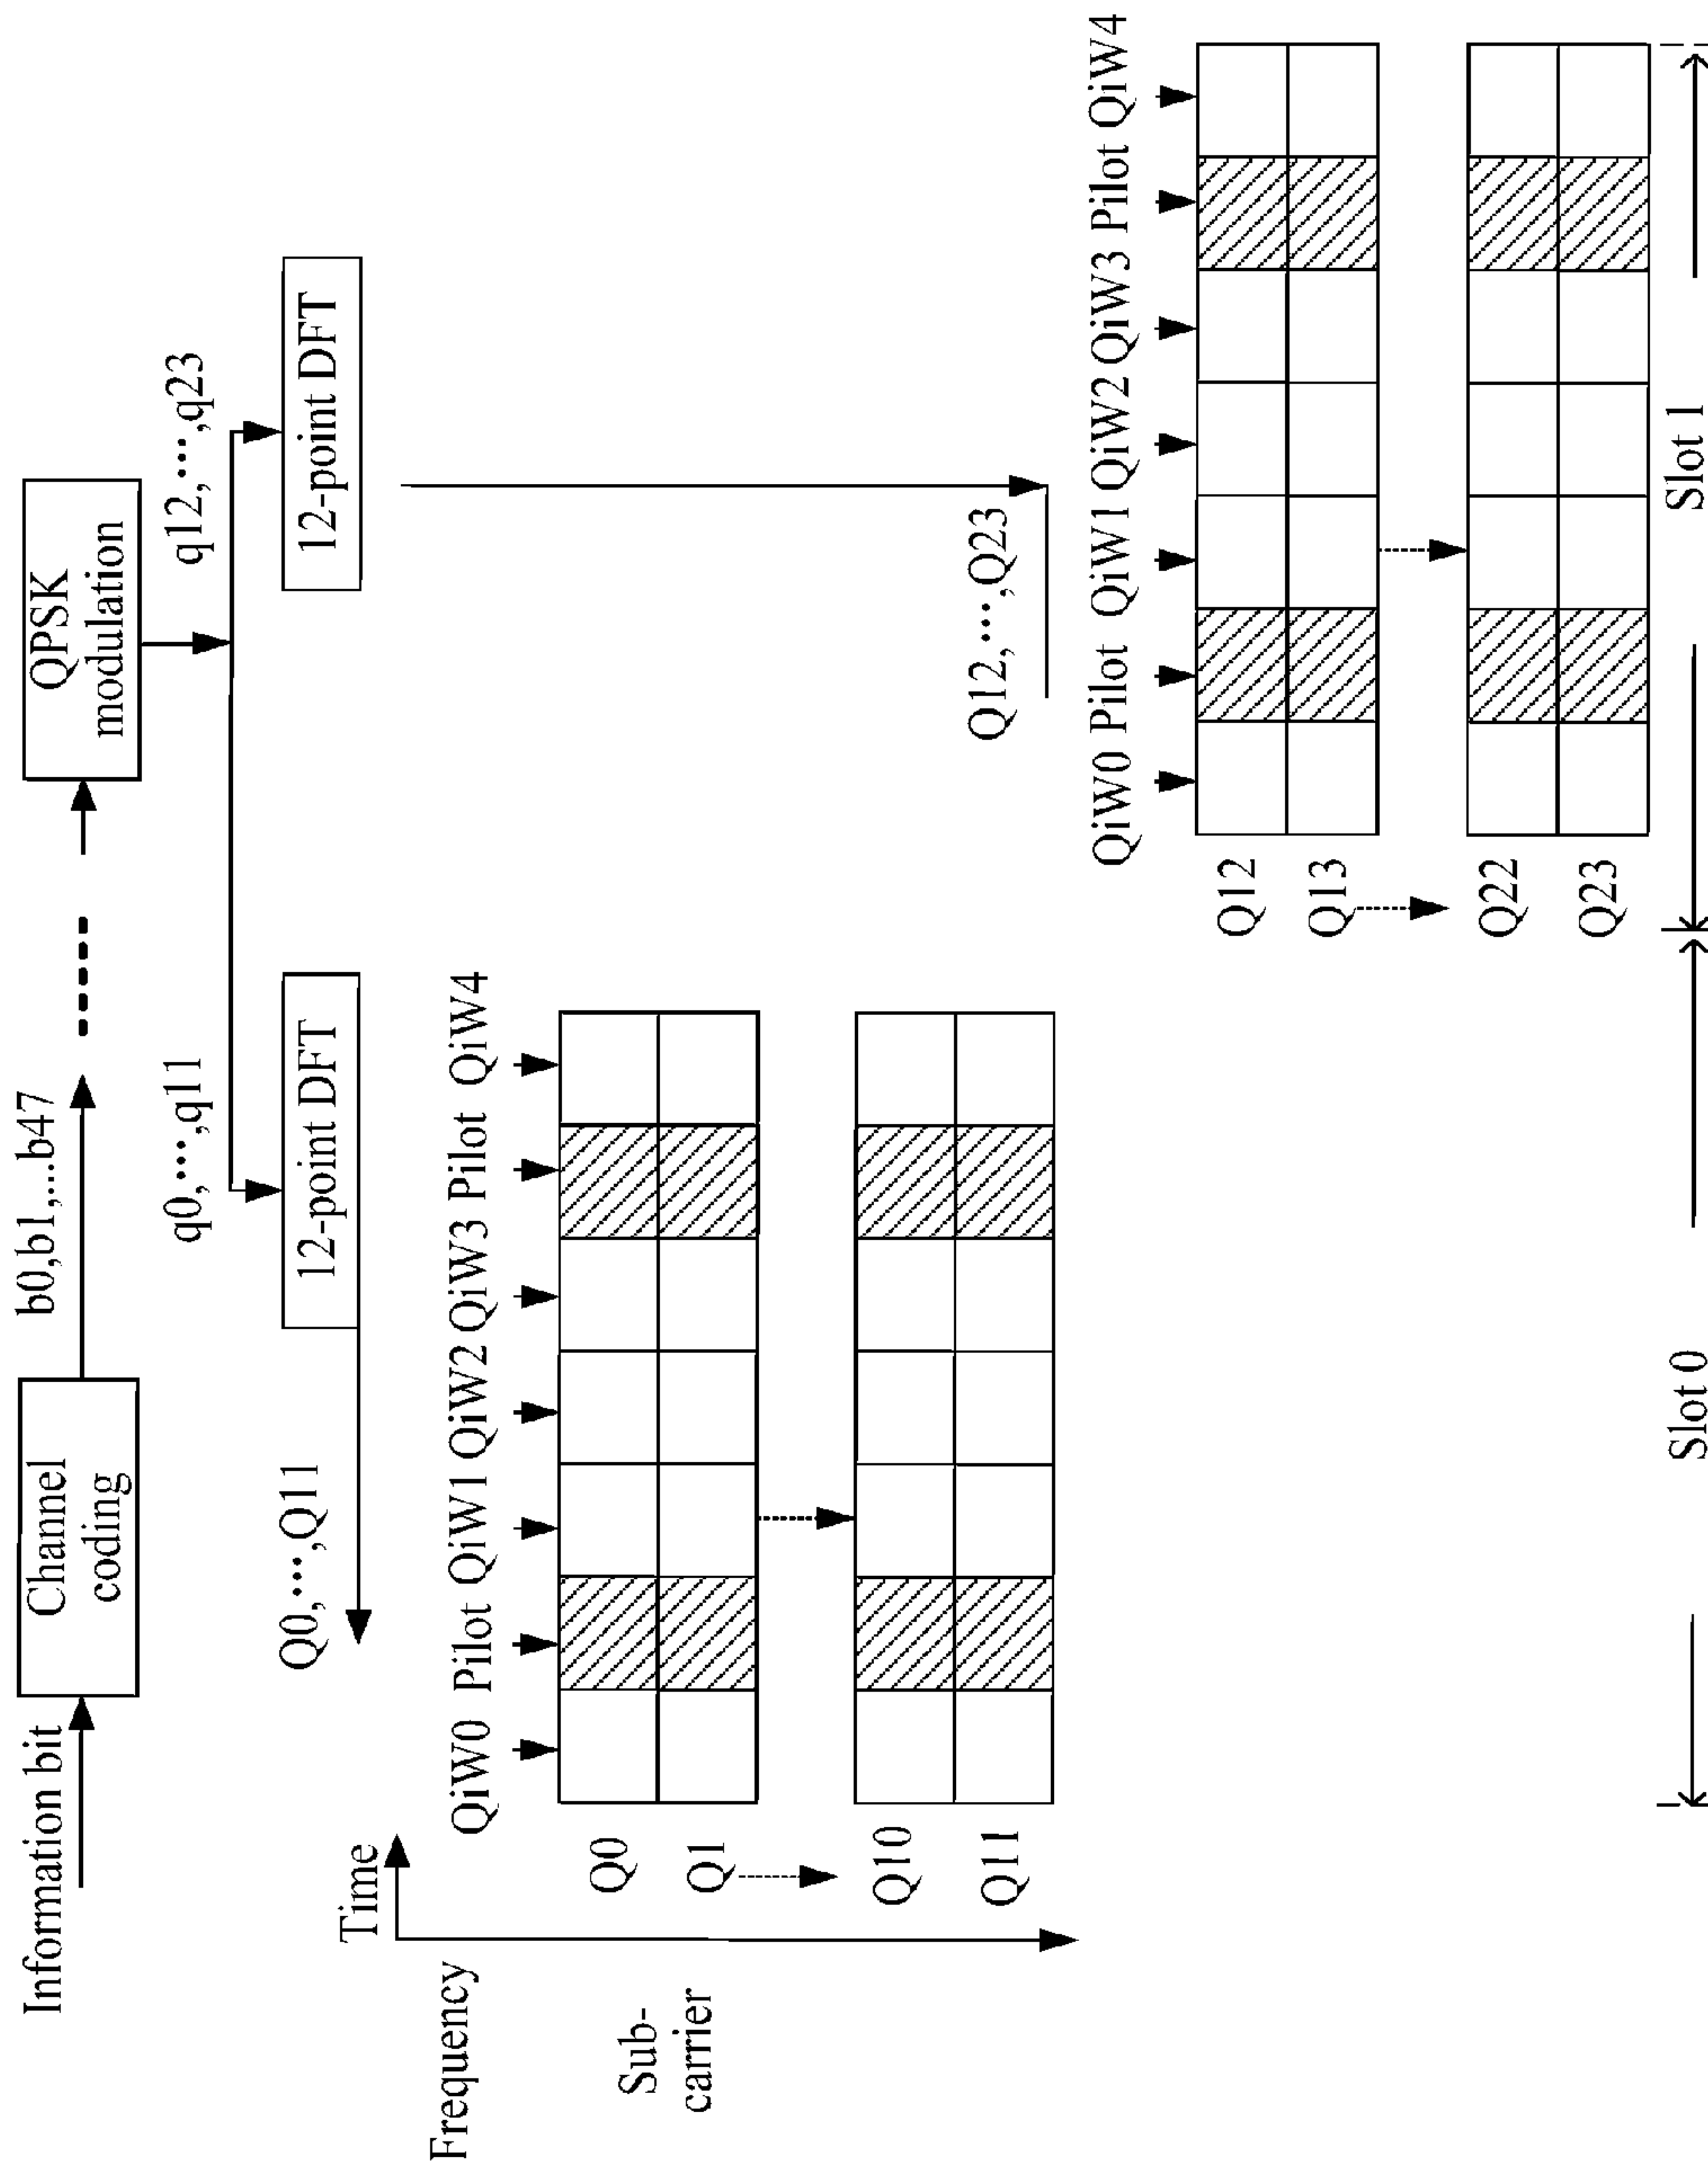 Information bit
Channel
coding
b0,b1,...b47
QPSK
modulation
q0,···,q11
q12,···,q23
12-point DFT
12-point DFT
Q0,···,Q11
Time
Frequency
Sub-
carrier
QiW0 Pilot QiW1 QiW2 QiW3 Pilot QiW4
Q0
Q1
Q10
Q11
Q12,···,Q23
QiW0 Pilot QiW1 QiW2 QiW3 Pilot QiW4
Q12
Q13
Q22
Q23
Slot 0
Slot 1